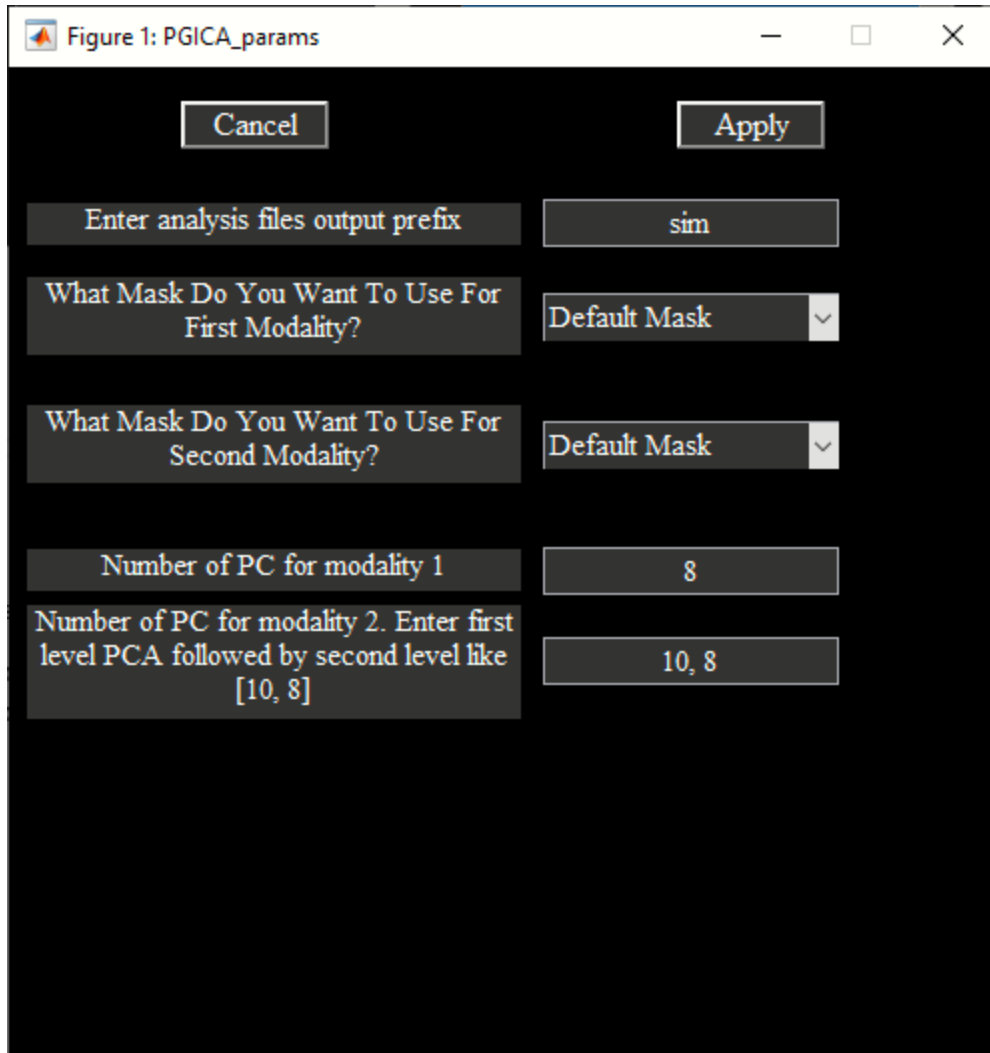 Figure 1: PGICA_params
Cancel
Apply
Enter analysis files output prefix
sim
What Mask Do You Want To Use For
First Modality?
Default Mask
What Mask Do You Want To Use For
Second Modality?
Default Mask
Number of PC for modality 1
8
Number of PC for modality 2. Enter first
level PCA followed by second level like
[10, 8]
10, 8